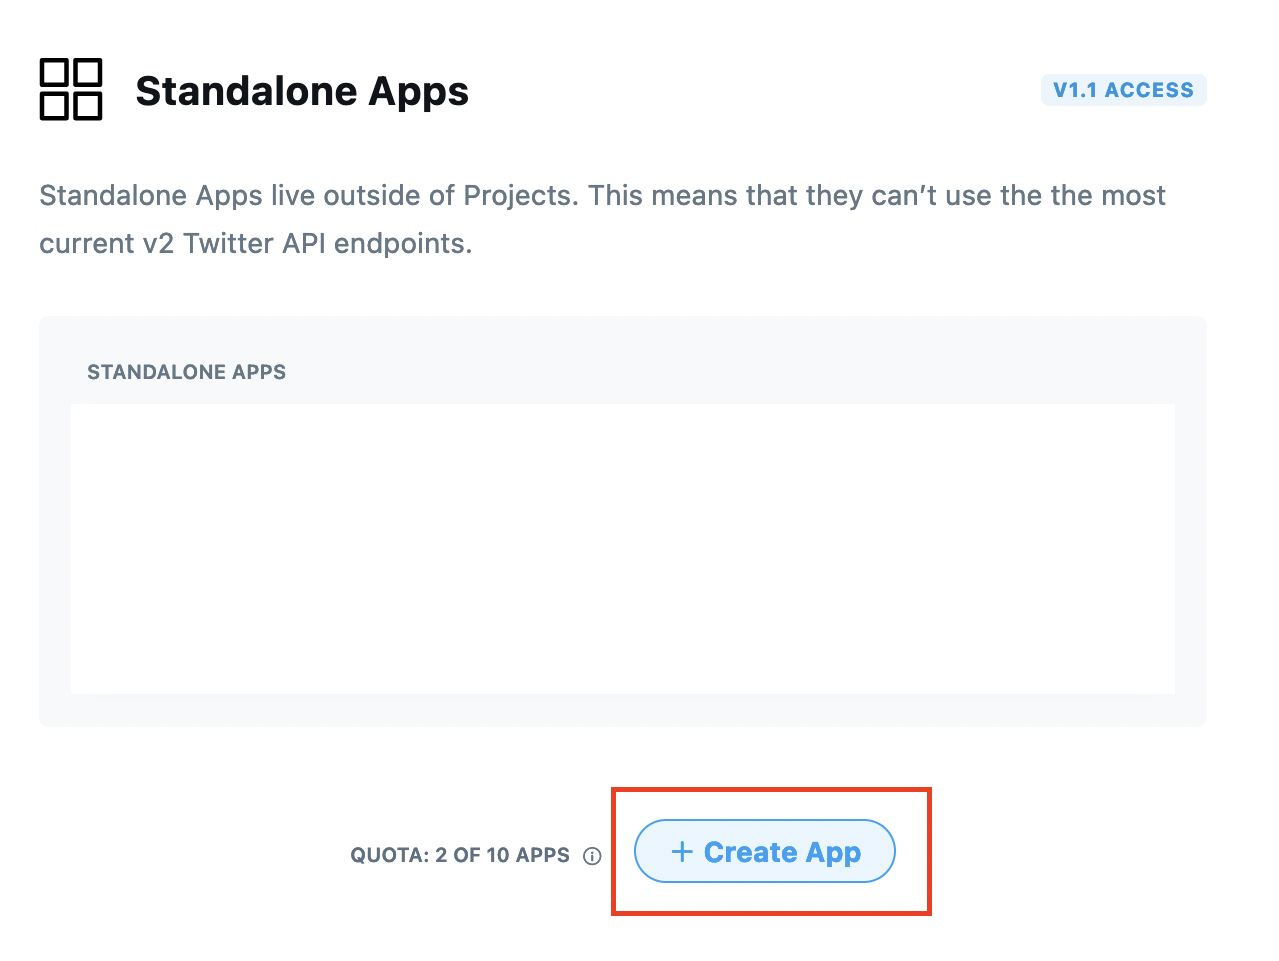 Standalone Apps
V1.1 ACCESS
Standalone Apps live outside of Projects. This means that they can’t use the the most
current v2 Twitter API endpoints.
STANDALONE APPS
QUOTA: 2 OF 10 APPS
+ Create App